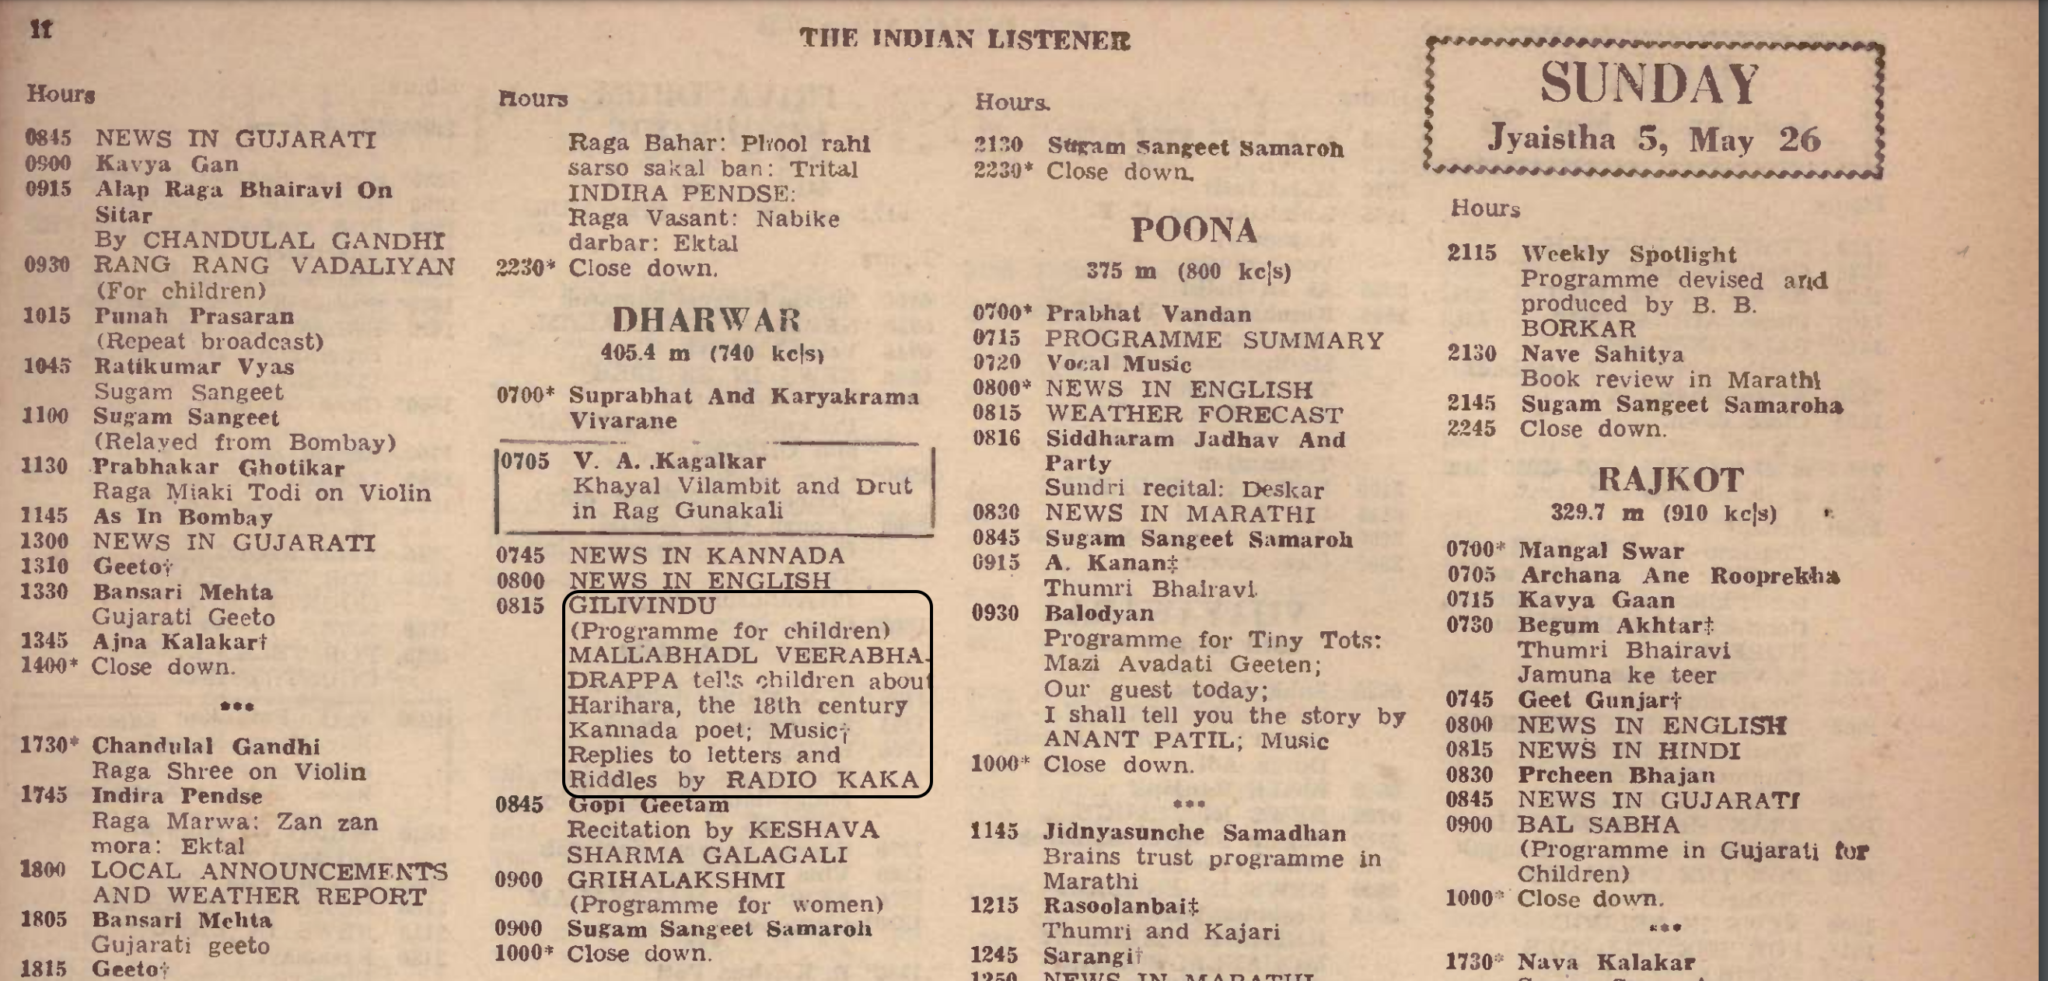 11
THE INDIAN LISTENER
Hours
0845 NEWS IN GUJARATI
0900 Kavya Gan
0915 Alap Raga Bhairavi On
Sitar
By CHANDULAL GANDHI
0930 RANG RANG VADALIYAN
(For children)
1015 Punah Prasaran
(Repeat broadcast)
1045 Ratikumar Vyas
Sugam Sangeet
1100 Sugam Sangeet
(Relayed from Bombay)
1130 Prabhakar Ghotikar
Raga Miaki Todi on Violin
1145 As In Bombay
1300 NEWS IN GUJARATI
1310 Geeto†
1330 Bansari Mehta
Gujarati Geeto
1345 Ajna Kalakar†
1400* Close down.
***
1730* Chandulal Gandhi
Raga Shree on Violin
1745 Indira Pendse
Raga Marwa: Zan zan
mora: Ektal
1800 LOCAL ANNOUNCEMENTS
AND WEATHER REPORT
1805 Bansari Mehta
Gujarati geeto
1815 Geeto†
Hours
Raga Bahar: Phool rahi
sarso sakal ban: Trital
INDIRA PENDSE:
Raga Vasant: Nabike
darbar: Ektal
2230* Close down.
DHARWAR
405.4 m (740 kc|s)
0700* Suprabhat And Karyakrama
Vivarane
0705 V. A. Kagalkar
Khayal Vilambit and Drut
in Rag Gunakali
0745 NEWS IN KANNADA
0800 NEWS IN ENGLISH
0815 GILIVINDU
(Programme for children)
MALLABHADL VEERABHA-
DRAPPA tells children about
Harihara, the 18th century
Kannada poet; Music†
Replies to letters and
Riddles by RADIO KAKA
0845 Gopi Geetam
Recitation by KESHAVA
SHARMA GALAGALI
0900 GRIHALAKSHMI
(Programme for women)
0900 Sugam Sangeet Samaroh
1000* Close down.
Hours.
2130 Sugam Sangeet Samaroh
2230* Close down.
POONA
375 m (800 kc|s)
0700* Prabhat Vandan
0715 PROGRAMME SUMMARY
0720 Vocal Music
0800* NEWS IN ENGLISH
0815 WEATHER FORECAST
0816 Siddharam Jadhav And
Party
Sundri recital: Deskar
0830 NEWS IN MARATHI
0845 Sugam Sangeet Samaroh
0915 A. Kanan‡
Thumri Bhairavi
0930 Balodyan
Programme for Tiny Tots:
Mazi Avadati Geeten;
Our guest today;
I shall tell you the story by
ANANT PATIL; Music
1000* Close down.
***
1145 Jidnyasunche Samadhan
Brains trust programme in
Marathi
1215 Rasoolanbai‡
Thumri and Kajari
1245 Sarangi†
1250 NEWS IN MARATHI
SUNDAY
Jyaistha 5, May 26
Hours
2115 Weekly Spotlight
Programme devised and
produced by B. B.
BORKAR
2130 Nave Sahitya
Book review in Marathi
2145 Sugam Sangeet Samaroha
2245 Close down.
RAJKOT
329.7 m (910 kc|s)
0700* Mangal Swar
0705 Archana Ane Rooprekha
0715 Kavya Gaan
0730 Begum Akhtar‡
Thumri Bhairavi
Jamuna ke teer
0745 Geet Gunjar†
0800 NEWS IN ENGLISH
0815 NEWS IN HINDI
0830 Prcheen Bhajan
0845 NEWS IN GUJARATI
0900 BAL SABHA
(Programme in Gujarati for
Children)
1000* Close down.
***
1730* Nava Kalakar